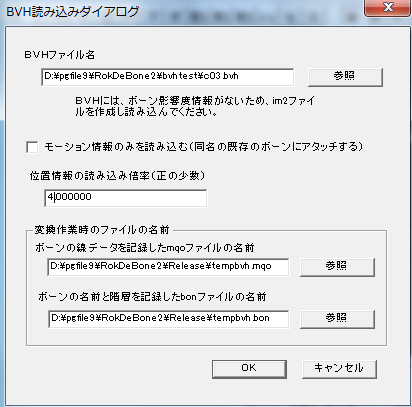 BVH読み込みダイアログ
BVHファイル名
D:¥pgfile9¥RokDeBone2¥bvhtest¥c03.bvh
参照
BVHには、ボーン影響度情報がないため、im2ファイ
ルを作成し読み込んでください。
モーション情報のみを読み込む(同名の既存のボーンにアタッチする)
位置情報の読み込み倍率(正の少数)
4.000000
変換作業時のファイルの名前
ボーンの線データを記録したmqoファイルの名前
D:¥pgfile9¥RokDeBone2¥Release¥tempbvh.mqo
参照
ボーンの名前と階層を記録したbonファイルの名前
D:¥pgfile9¥RokDeBone2¥Release¥tempbvh.bon
参照
OK
キャンセル